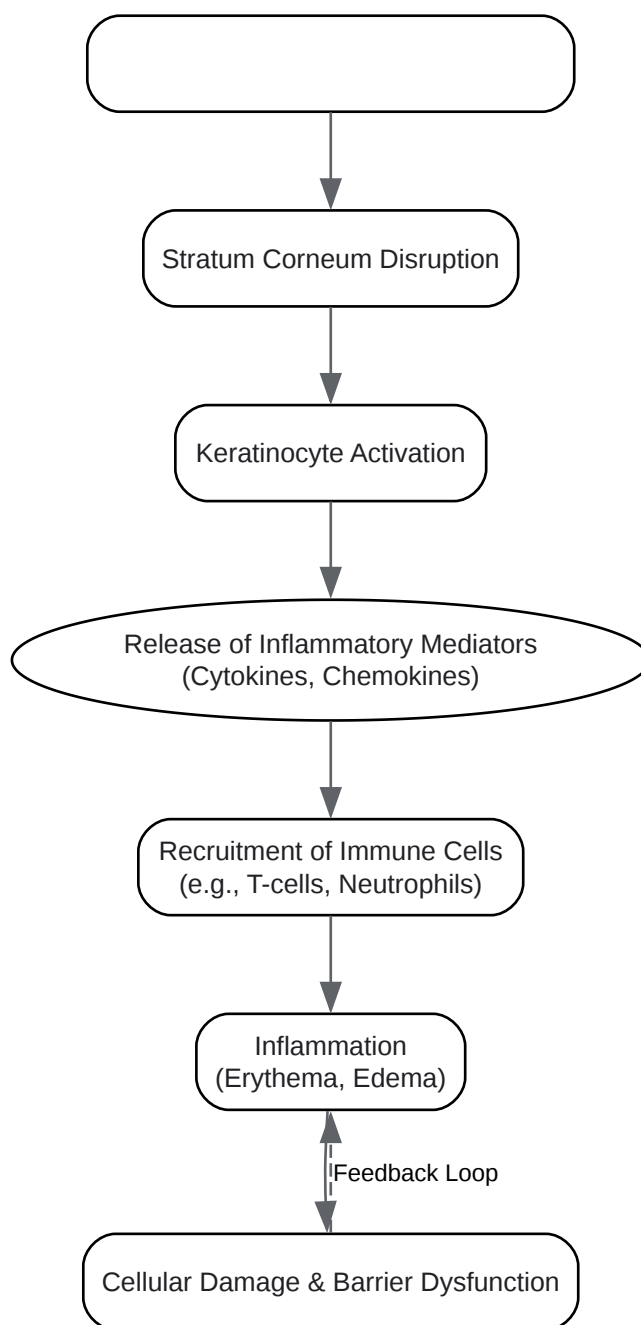 Stratum Corneum Disruption
Keratinocyte Activation
Release of Inflammatory Mediators
(Cytokines, Chemokines)
Recruitment of Immune Cells
(e.g., T-cells, Neutrophils)
Inflammation
(Erythema, Edema)
Feedback Loop
Cellular Damage & Barrier Dysfunction